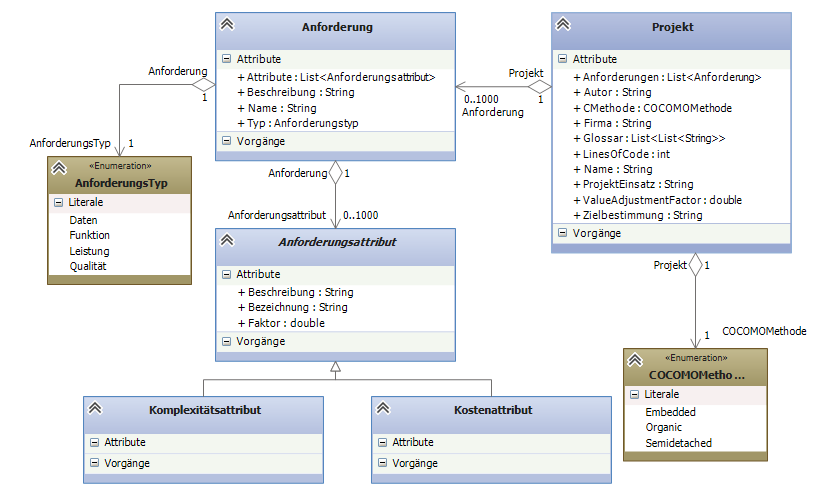 Anforderung
Attribute
+ Attribute : List<Anforderungsattribut>
+ Beschreibung : String
+ Name : String
+ Typ : Anforderungstyp
Vorgänge
Projekt
Attribute
+ Anforderungen : List<Anforderung>
+ Autor : String
+ CMethode : COCOMOMethode
+ Firma : String
+ Glossar : List<List<String>>
+ LinesOfCode : int
+ Name : String
+ ProjektEinsatz : String
+ ValueAdjustmentFactor : double
+ Zielbestimmung : String
Vorgänge
Anforderung
1
AnforderungsTyp
1
Projekt
1
0..1000
Anforderung
«Enumeration»
AnforderungsTyp
Literale
Daten
Funktion
Leistung
Qualität
Anforderung
1
Anforderungsattribut
0..1000
Anforderungsattribut
Attribute
+ Beschreibung : String
+ Bezeichnung : String
+ Faktor : double
Vorgänge
Projekt
1
1
COCOMOMethode
«Enumeration»
COCOMOMetho ...
Literale
Embedded
Organic
Semidetached
Komplexitätsattribut
Attribute
Vorgänge
Kostenattribut
Attribute
Vorgänge